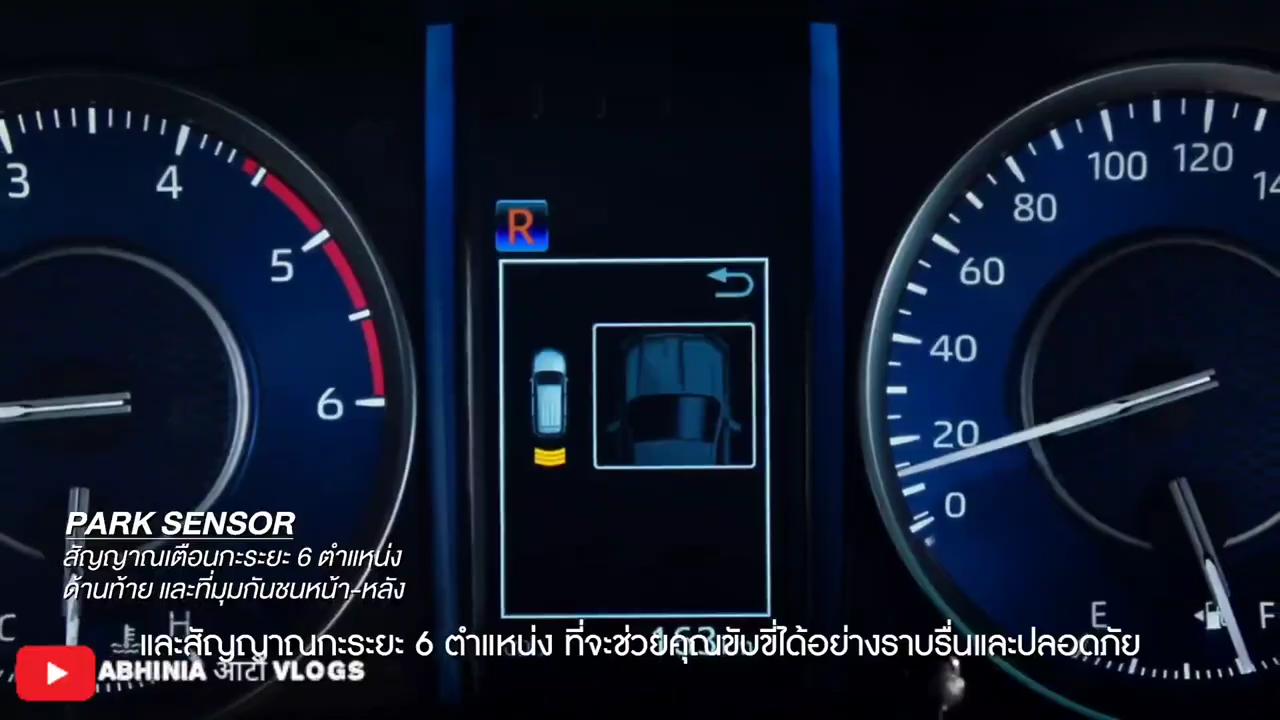 3
4
5
6
R
0
20
40
60
80
100
120
E
F
C
H
PARK SENSOR
สัญญาณเตือนกะระยะ 6 ตำแหน่ง
ด้านท้าย และที่มุมกันชนหน้า-หลัง
และสัญญาณกะระยะ 6 ตำแหน่ง ที่จะช่วยคุณขับขี่ได้อย่างราบรื่นและปลอดภัย
ABHINIA ऑटो VLOGS